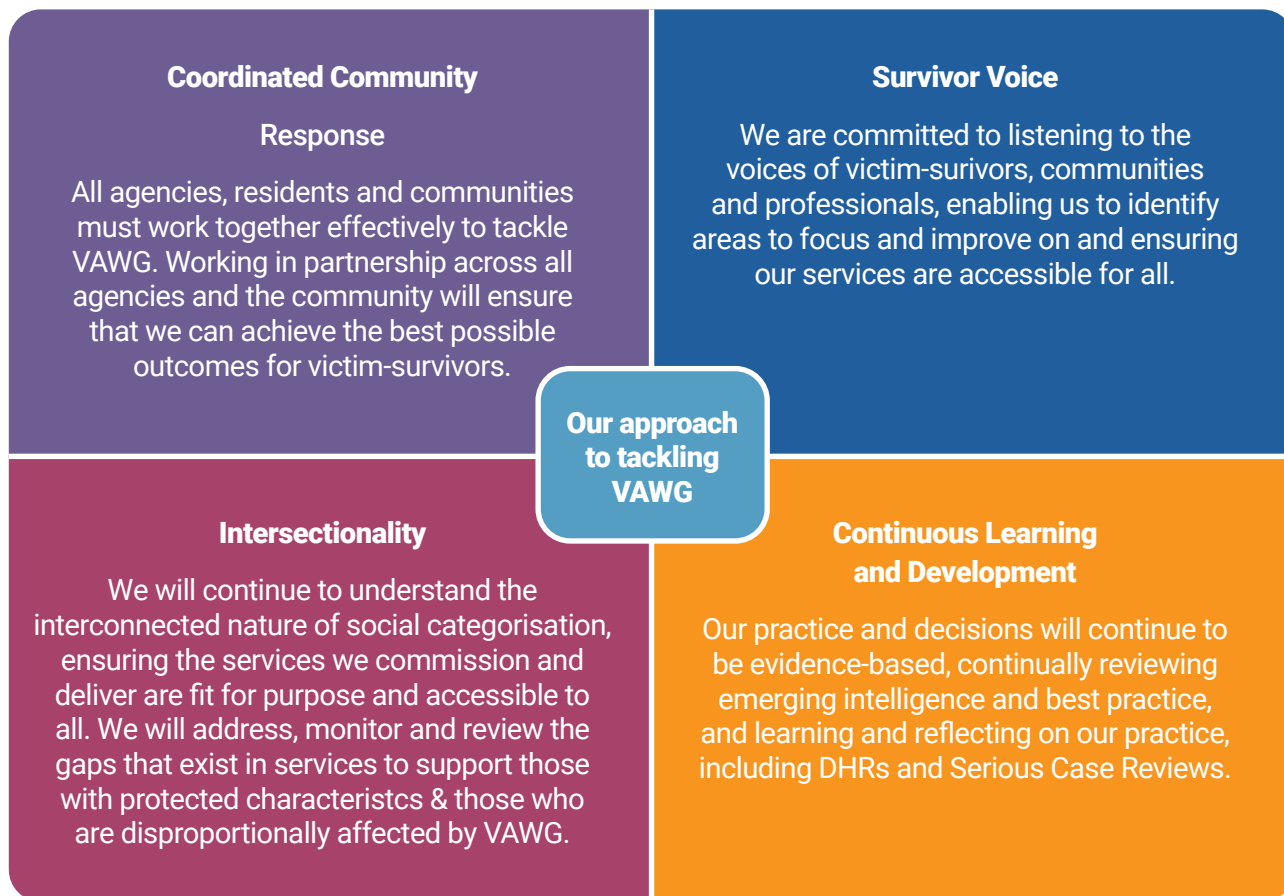 Coordinated Community
Response
All agencies, residents and communities
must work together effectively to tackle
VAWG. Working in partnership across all
agencies and the community will ensure
that we can achieve the best possible
outcomes for victim-survivors.
Survivor Voice
We are committed to listening to the
voices of victim-surivors, communities
and professionals, enabling us to identify
areas to focus and improve on and ensuring
our services are accessible for all.
Our approach
to tackling
VAWG
Intersectionality
We will continue to understand the
interconnected nature of social categorisation,
ensuring the services we commission and
deliver are fit for purpose and accessible to
all. We will address, monitor and review the
gaps that exist in services to support those
with protected characteristcs & those who
are disproportionally affected by VAWG.
Continuous Learning
and Development
Our practice and decisions will continue to
be evidence-based, continually reviewing
emerging intelligence and best practice,
and learning and reflecting on our practice,
including DHRs and Serious Case Reviews.